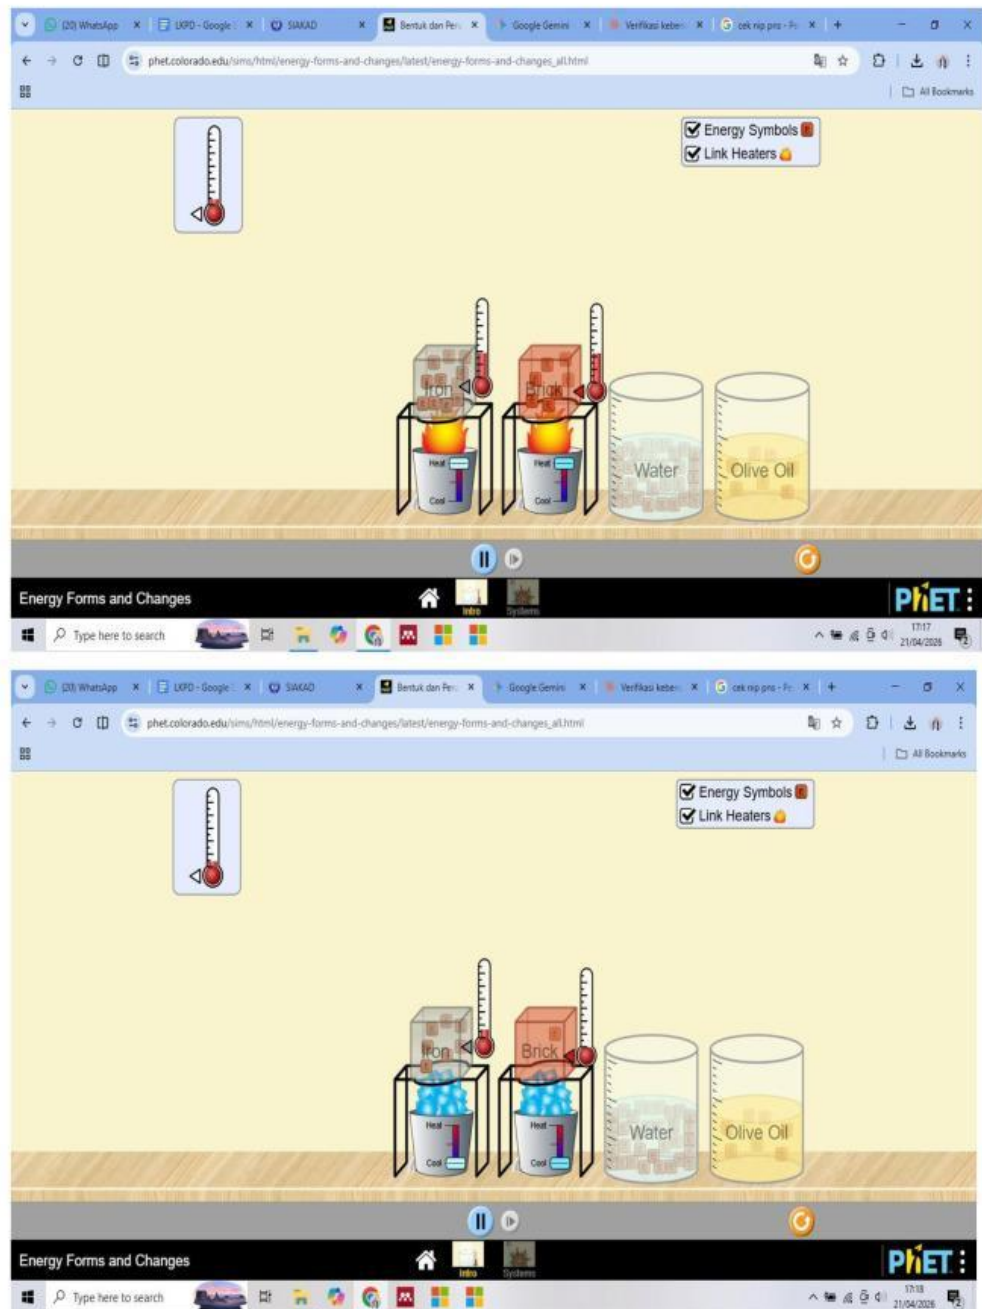 (20) WhatsApp
LKPD - Google
SIAKAD
Bentuk dan Per
Google Gemini
Verifikasi keber
cek nip pns - Pe
phet.colorado.edu/sims/html/energy-forms-and-changes/latest/energy-forms-and-changes_all.html
All Bookmarks
Energy Symbols E
Link Heaters
Iron
Brick
Water
Olive Oil
Heat
Cool
Heat
Cool
Energy Forms and Changes
Intro
Systems
PhET
Type here to search
17:17
21/04/2026
(20) WhatsApp
LKPD - Google
SIAKAD
Bentuk dan Per
Google Gemini
Verifikasi keber
cek nip pns - Pe
phet.colorado.edu/sims/html/energy-forms-and-changes/latest/energy-forms-and-changes_all.html
All Bookmarks
Energy Symbols E
Link Heaters
Iron
Brick
Water
Olive Oil
Heat
Cool
Heat
Cool
Energy Forms and Changes
Intro
Systems
PhET
Type here to search
17:18
21/04/2026